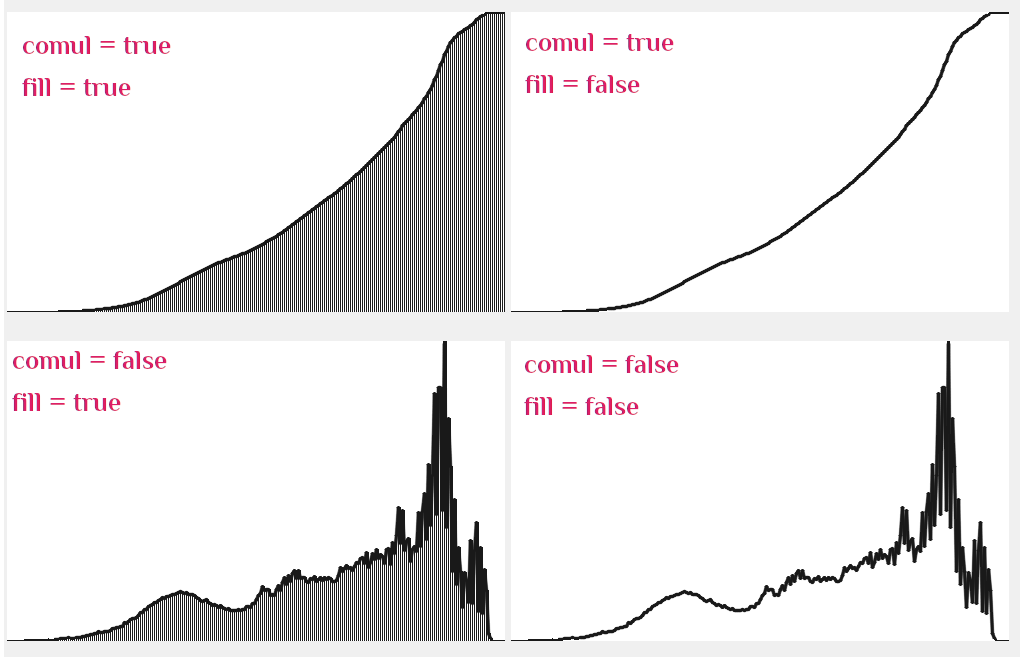 comul = true
fill = true
comul = true
fill = false
comul = false
fill = true
comul = false
fill = false